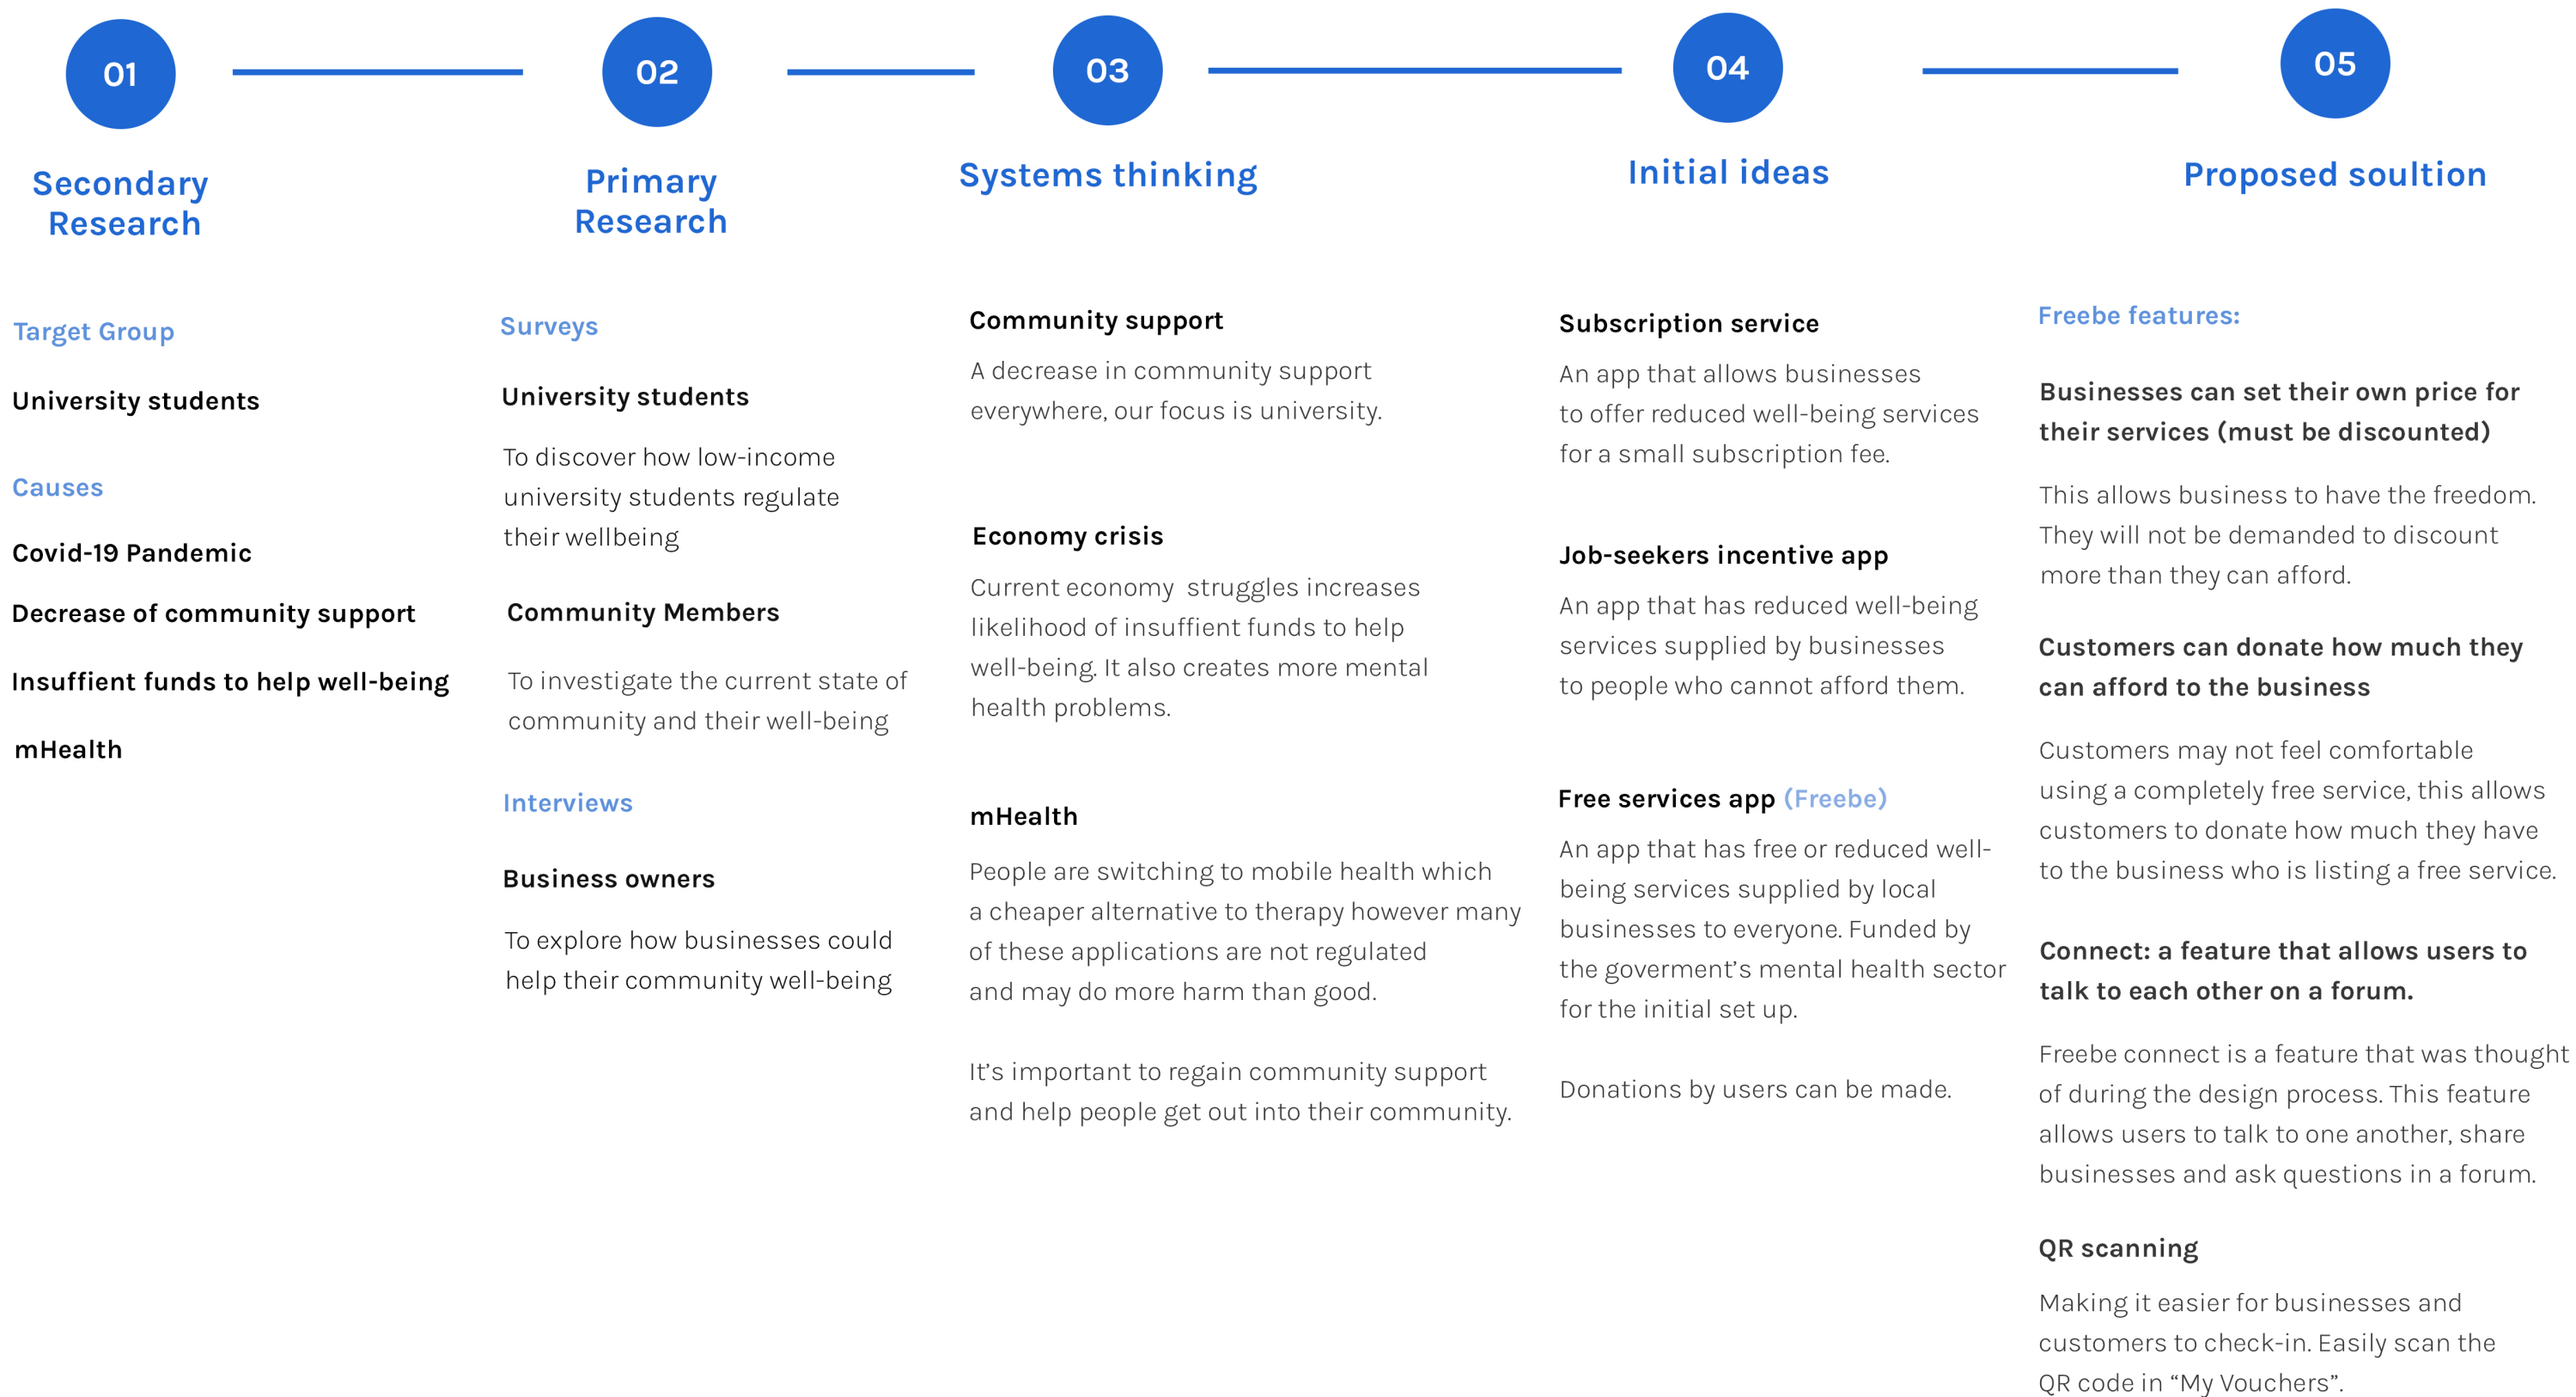 01
Secondary
Research
Target Group
University students
Causes
Covid-19 Pandemic
Decrease of community support
Insuffient funds to help well-being
mHealth
02
Primary
Research
Surveys
University students
To discover how low-income
university students regulate
their wellbeing
Community Members
To investigate the current state of
community and their well-being
Interviews
Business owners
To explore how businesses could
help their community well-being
03
Systems thinking
Community support
A decrease in community support
everywhere, our focus is university.
Economy crisis
Current economy  struggles increases
likelihood of insuffient funds to help
well-being. It also creates more mental
health problems.
mHealth
People are switching to mobile health which
a cheaper alternative to therapy however many
of these applications are not regulated
and may do more harm than good.
It's important to regain community support
and help people get out into their community.
04
Initial ideas
Subscription service
An app that allows businesses
to offer reduced well-being services
for a small subscription fee.
Job-seekers incentive app
An app that has reduced well-being
services supplied by businesses
to people who cannot afford them.
Free services app (Freebe)
An app that has free or reduced well-
being services supplied by local
businesses to everyone. Funded by
the goverment's mental health sector
for the initial set up.
Donations by users can be made.
05
Proposed soultion
Freebe features:
Businesses can set their own price for
their services (must be discounted)
This allows business to have the freedom.
They will not be demanded to discount
more than they can afford.
Customers can donate how much they
can afford to the business
Customers may not feel comfortable
using a completely free service, this allows
customers to donate how much they have
to the business who is listing a free service.
Connect: a feature that allows users to
talk to each other on a forum.
Freebe connect is a feature that was thought
of during the design process. This feature
allows users to talk to one another, share
businesses and ask questions in a forum.
QR scanning
Making it easier for businesses and
customers to check-in. Easily scan the
QR code in “My Vouchers”.